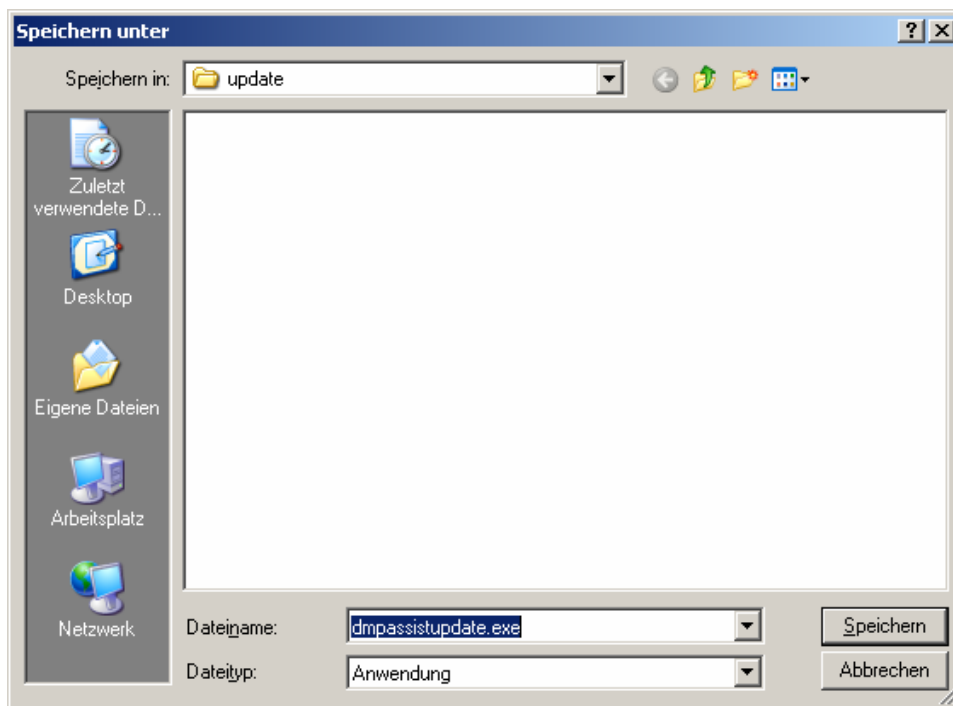 Speichern unter
Speichern in:
update
Zuletzt
verwendete D...
Desktop
Eigene Dateien
Arbeitsplatz
Netzwerk
Dateiname:
dmpassistupdate.exe
Speichern
Dateityp:
Anwendung
Abbrechen